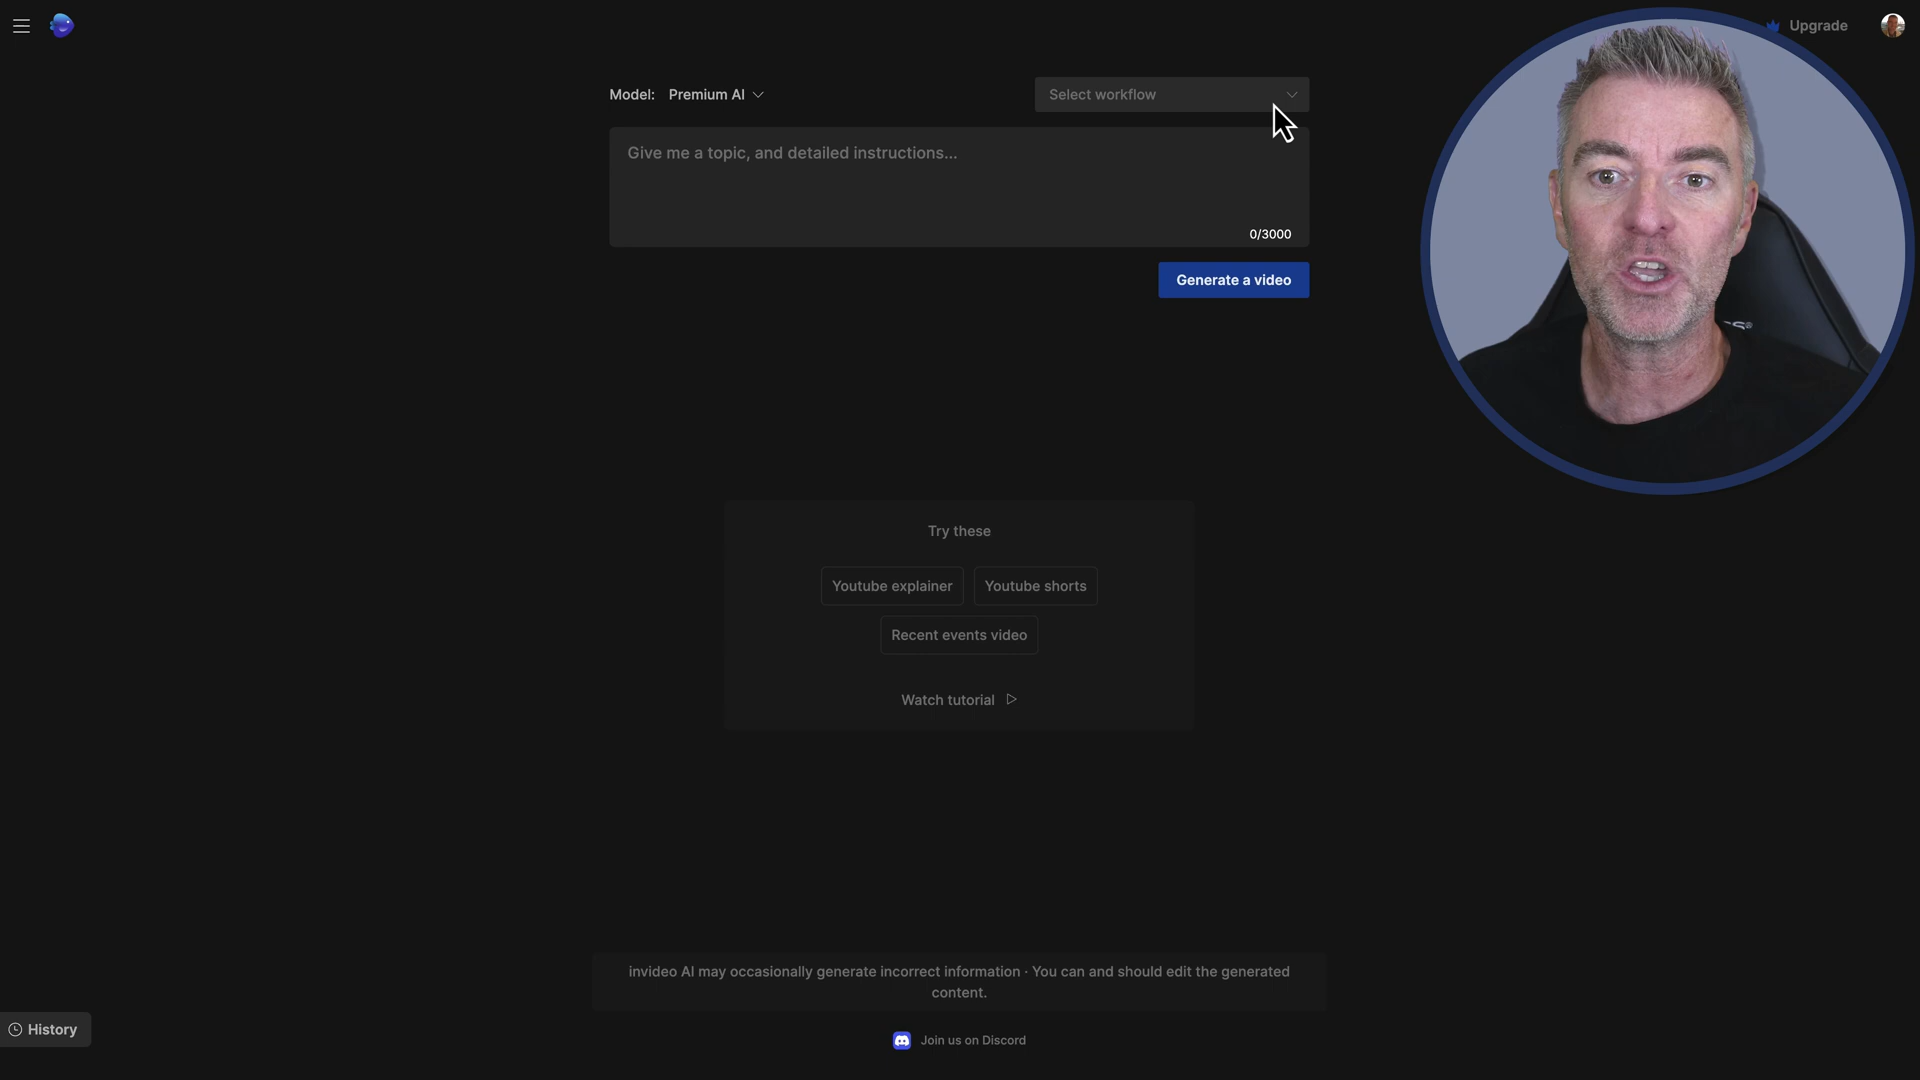 Upgrade
Model: Premium AI
Select workflow
Give me a topic, and detailed instructions...
0/3000
Generate a video
Try these
Youtube explainer
Youtube shorts
Recent events video
Watch tutorial
invideo AI may occasionally generate incorrect information · You can and should edit the generated
content.
History
Join us on Discord